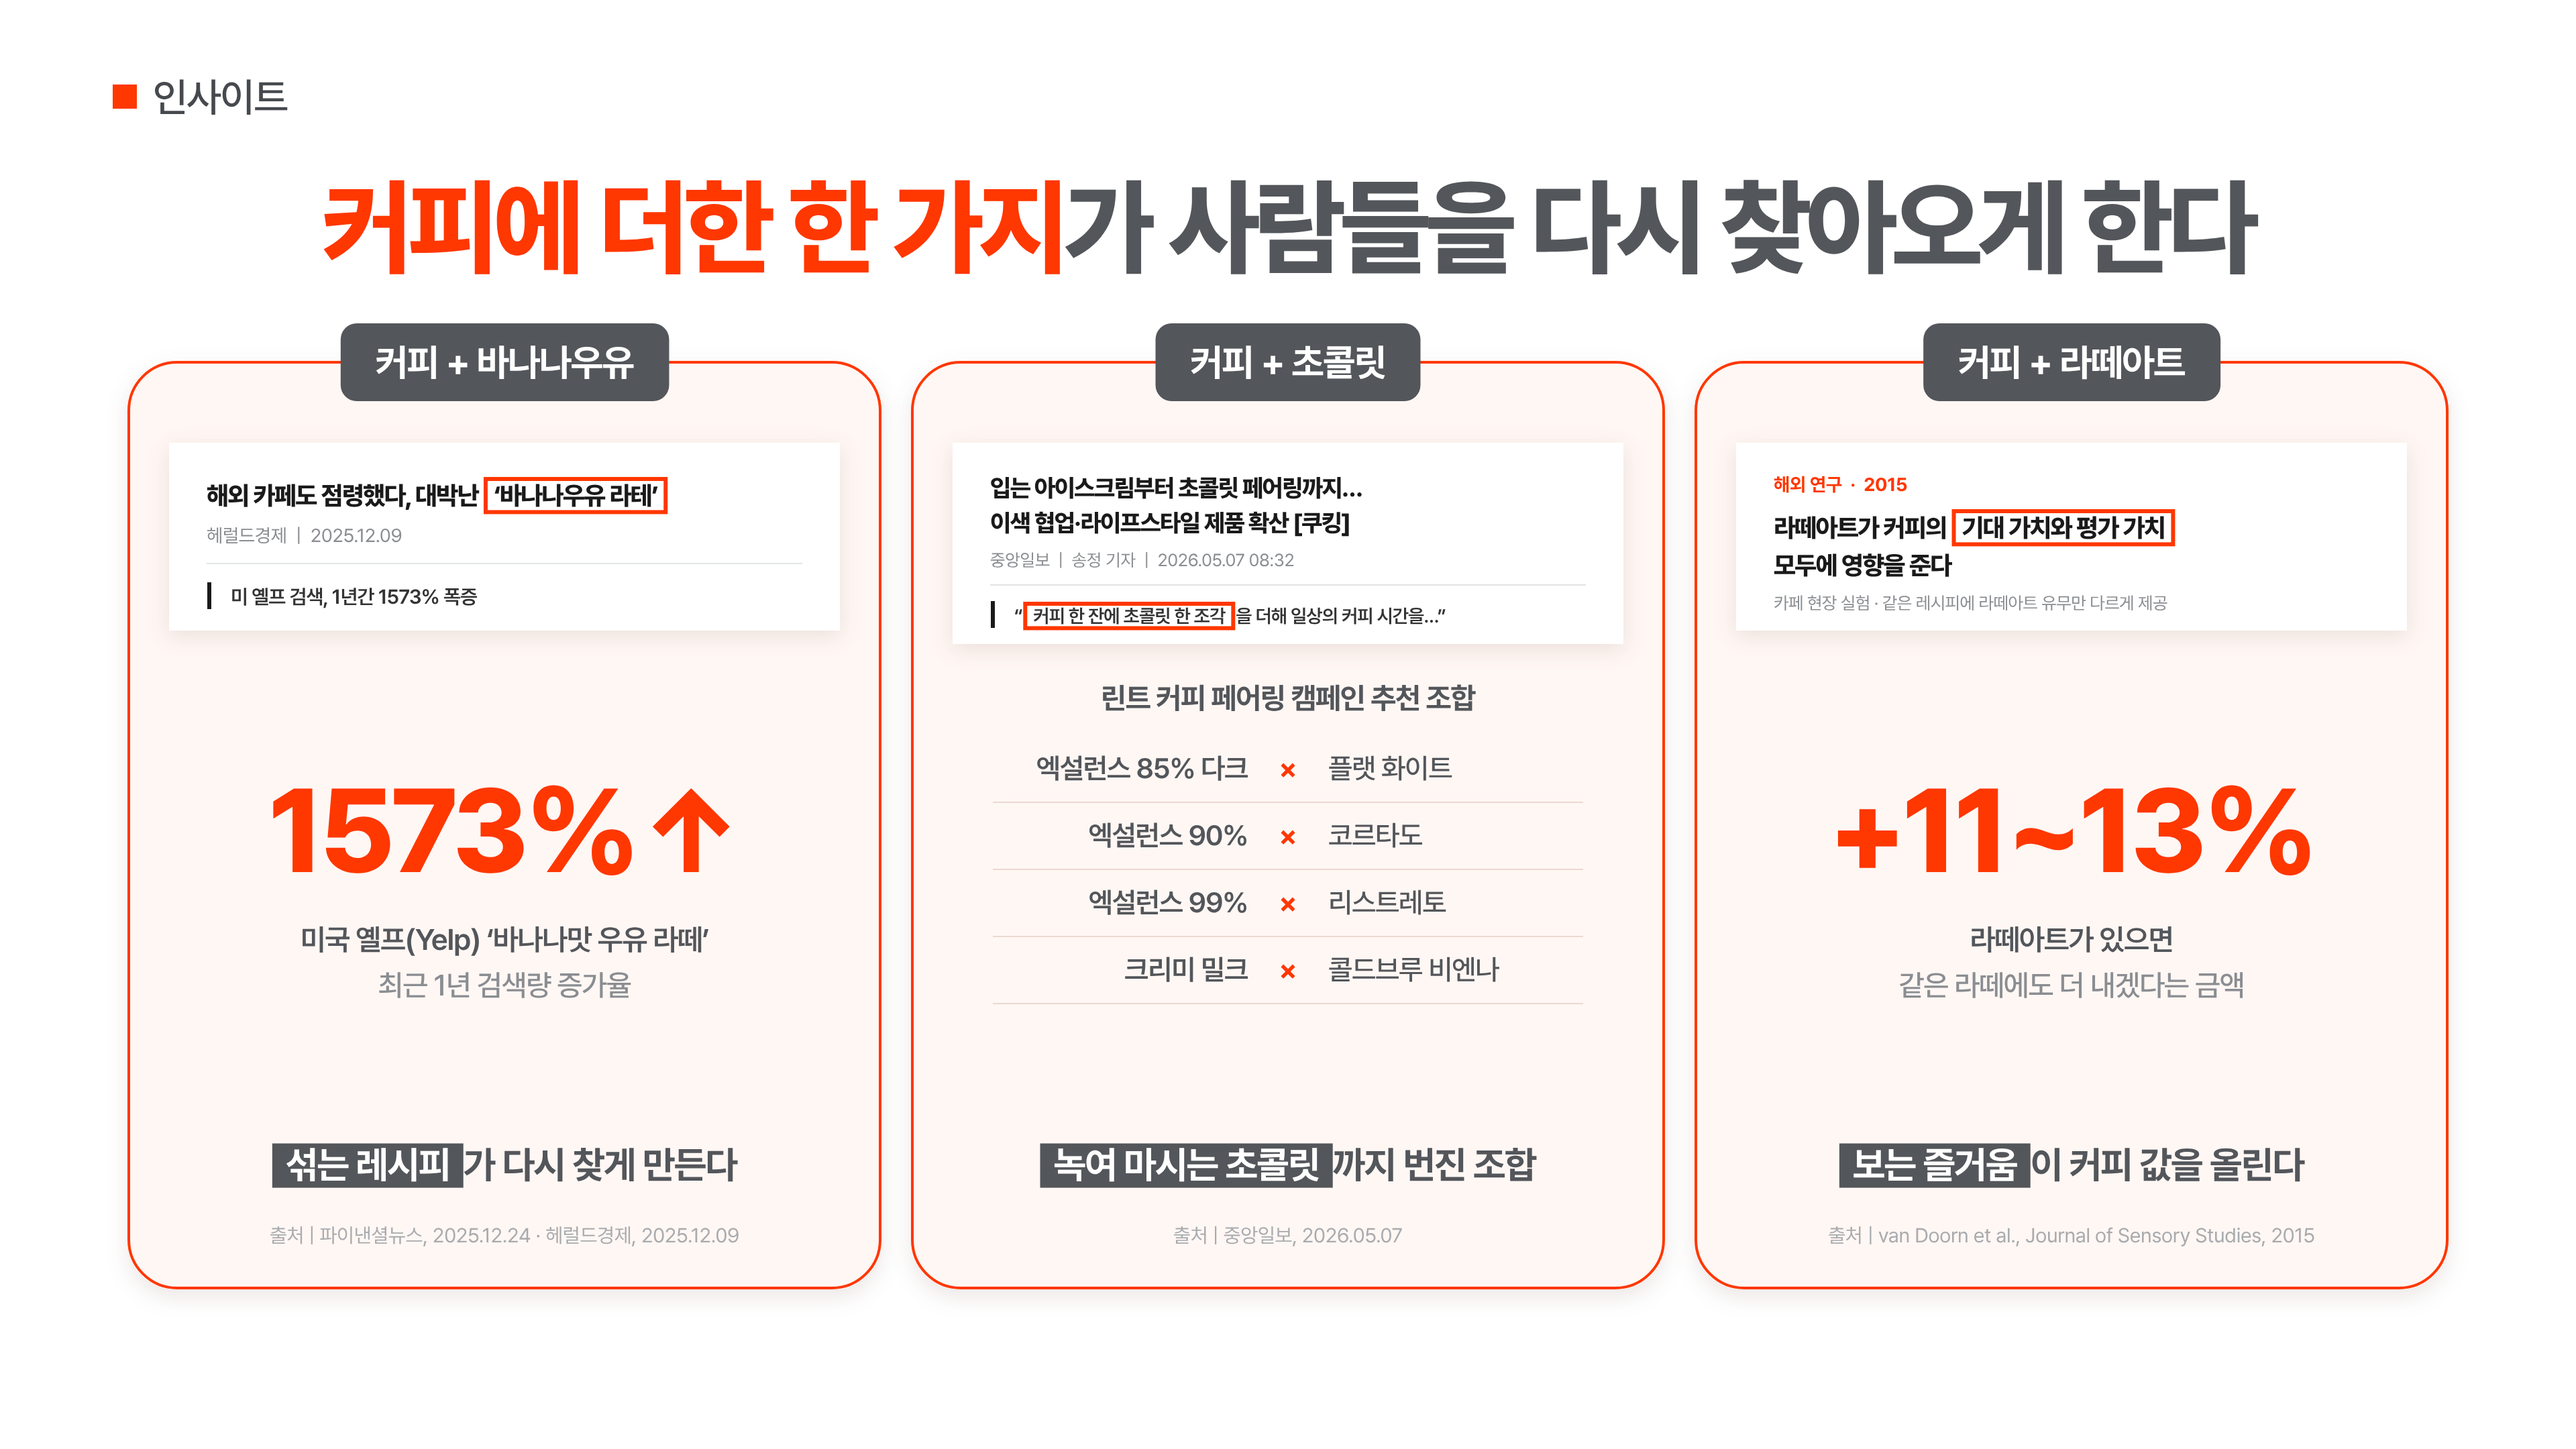 인사이트
커피에 더한 한 가지가 사람들을 다시 찾아오게 한다
커피 + 바나나우유
해외 카페도 점령했다, 대박난 ‘바나나우유 라테’
헤럴드경제 | 2025.12.09
미 옐프 검색, 1년간 1573% 폭증
1573%↑
미국 옐프(Yelp) ‘바나나맛 우유 라떼’
최근 1년 검색량 증가율
섞는 레시피가 다시 찾게 만든다
출처 | 파이낸셜뉴스, 2025.12.24 · 헤럴드경제, 2025.12.09
커피 + 초콜릿
입는 아이스크림부터 초콜릿 페어링까지…
이색 협업·라이프스타일 제품 확산 [쿠킹]
중앙일보 | 송정 기자 | 2026.05.07 08:32
“커피 한 잔에 초콜릿 한 조각을 더해 일상의 커피 시간을…”
린트 커피 페어링 캠페인 추천 조합
엑설런스 85% 다크 × 플랫 화이트
엑설런스 90% × 코르타도
엑설런스 99% × 리스트레토
크리미 밀크 × 콜드브루 비엔나
녹여 마시는 초콜릿까지 번진 조합
출처 | 중앙일보, 2026.05.07
커피 + 라떼아트
해외 연구 · 2015
라떼아트가 커피의 기대 가치와 평가 가치
모두에 영향을 준다
카페 현장 실험 · 같은 레시피에 라떼아트 유무만 다르게 제공
+11~13%
라떼아트가 있으면
같은 라떼에도 더 내겠다는 금액
보는 즐거움이 커피 값을 올린다
출처 | van Doorn et al., Journal of Sensory Studies, 2015